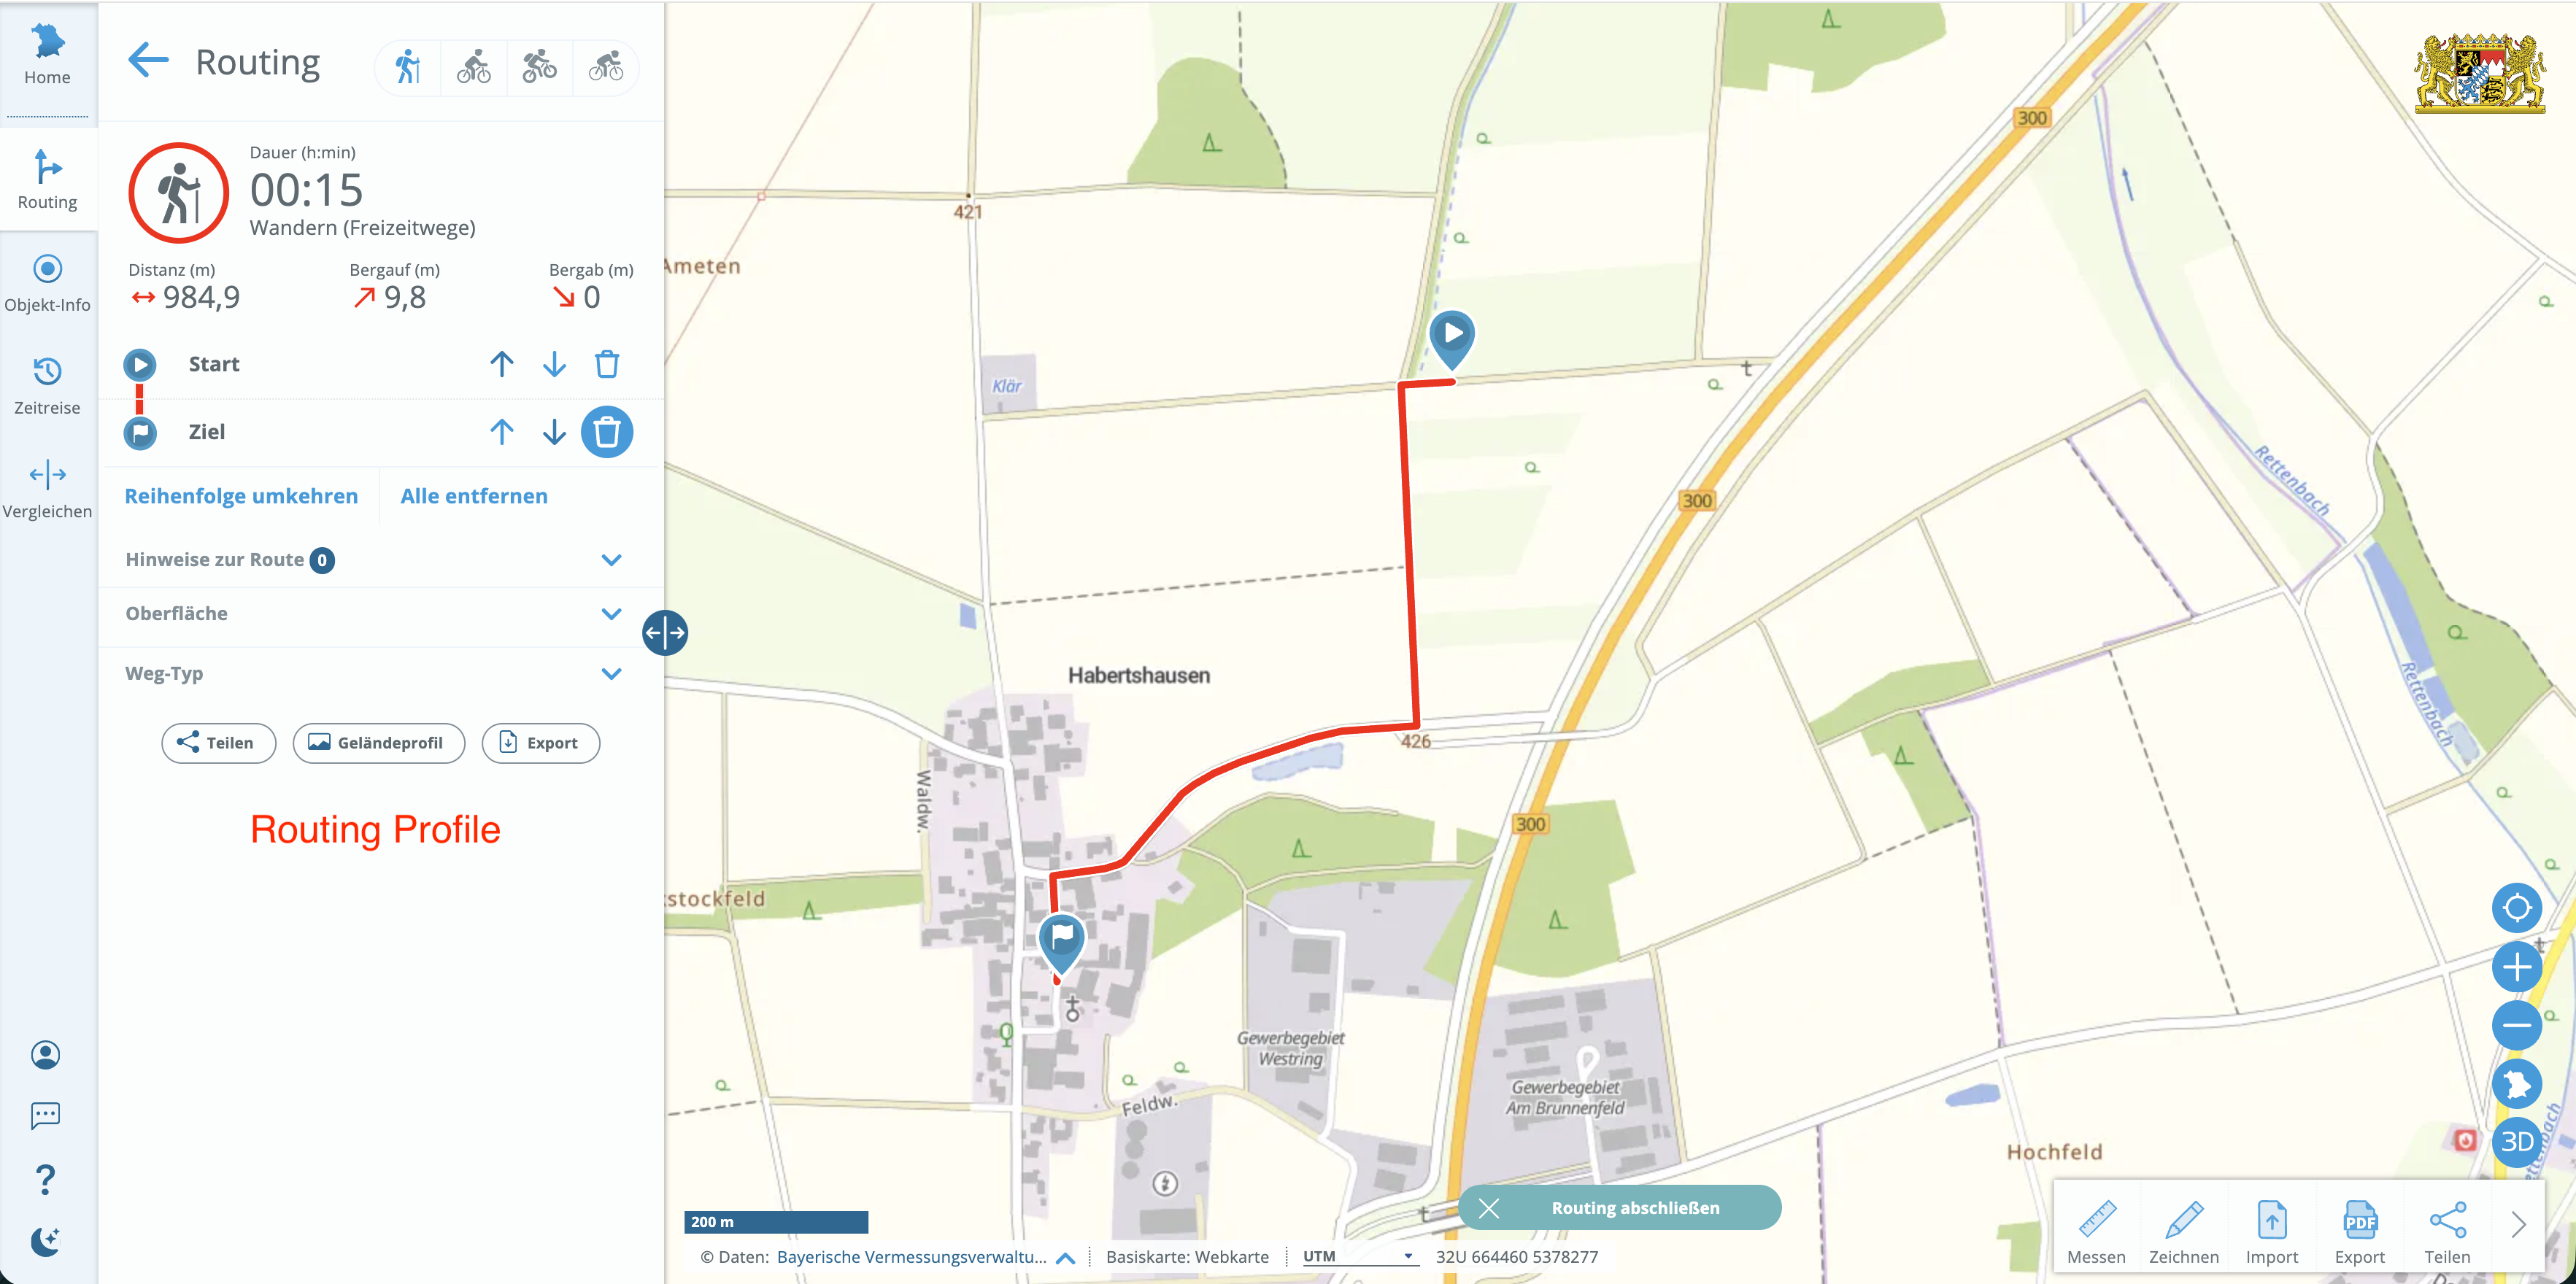 Home
Routing
Objekt-Info
Zeitreise
Vergleichen
Routing
Dauer (h:min)
00:15
Wandern (Freizeitwege)
Distanz (m)
984,9
Bergauf (m)
9,8
Bergab (m)
0
Start
Ziel
Reihenfolge umkehren
Alle entfernen
Hinweise zur Route 0
Oberfläche
Weg-Typ
Teilen
Geländeprofil
Export
Routing Profile
300
421
Ameten
Klär
300
Rettenbach
Habertshausen
Rettenbach
426
Waldw.
300
stockfeld
Gewerbegebiet
Westring
Gewerbegebiet
Am Brunnenfeld
Feldw.
Hochfeld
3D
200 m
Routing abschließen
© Daten: Bayerische Vermessungsverwaltu...
Basiskarte: Webkarte
UTM
32U 664460 5378277
Messen
Zeichnen
Import
PDF
Export
Teilen